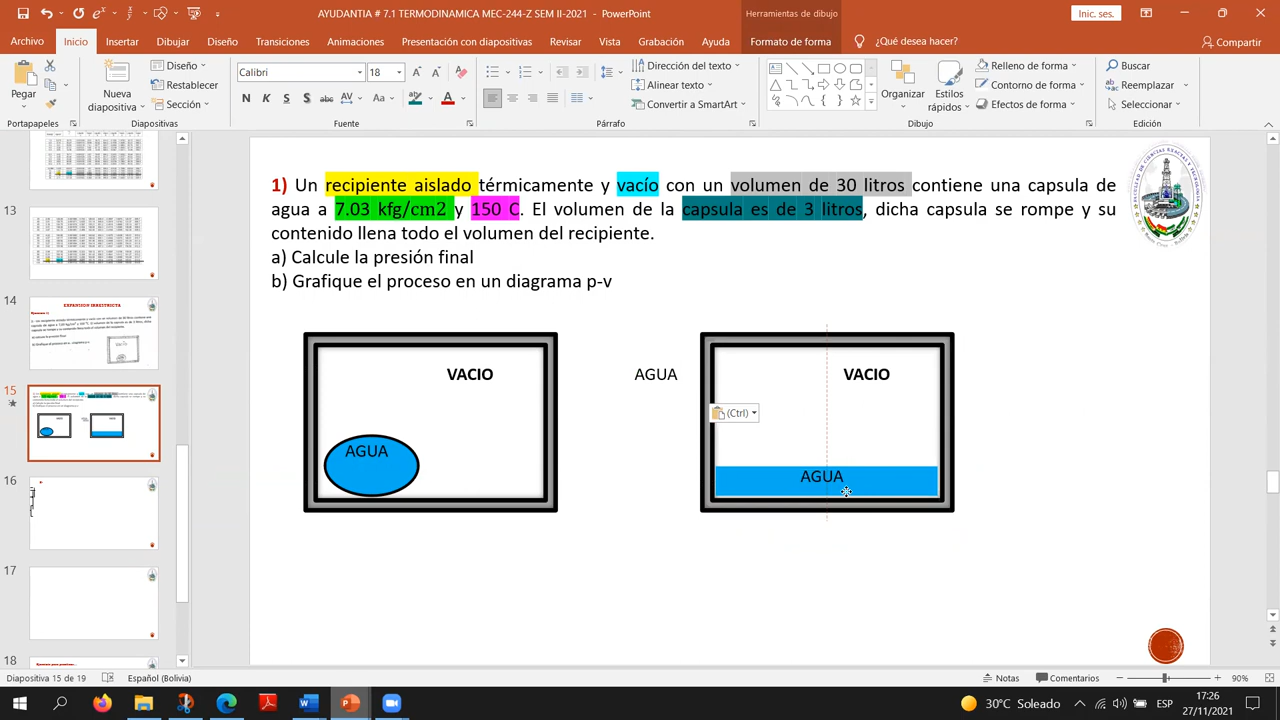 AYUDANTIA # 7.1 TERMODINAMICA MEC-244-Z SEM II-2021 - PowerPoint
Herramientas de dibujo
Inic. ses.
Archivo Inicio Insertar Dibujar Diseño Transiciones Animaciones Presentación con diapositivas Revisar Vista Grabación Ayuda Formato de forma ¿Qué desea hacer? Compartir
Pegar
Nueva diapositiva
Diseño
Restablecer
Sección
Calibri 18
N K S S abc AV Aa A
Dirección del texto
Alinear texto
Convertir a SmartArt
Organizar
Estilos rápidos
Relleno de forma
Contorno de forma
Efectos de forma
Buscar
Reemplazar
Seleccionar
Portapapeles Diapositivas Fuente Párrafo Dibujo Edición
13
14
EXPANSION IRRESTRICTA
15
16
17
18
1) Un recipiente aislado térmicamente y vacío con un volumen de 30 litros contiene una capsula de
agua a 7.03 kfg/cm2 y 150 C. El volumen de la capsula es de 3 litros, dicha capsula se rompe y su
contenido llena todo el volumen del recipiente.
a) Calcule la presión final
b) Grafique el proceso en un diagrama p-v
VACIO
AGUA
AGUA
VACIO
(Ctrl)
AGUA
Diapositiva 15 de 19 Español (Bolivia) Notas Comentarios 90%
30°C Soleado ESP 17:26
27/11/2021